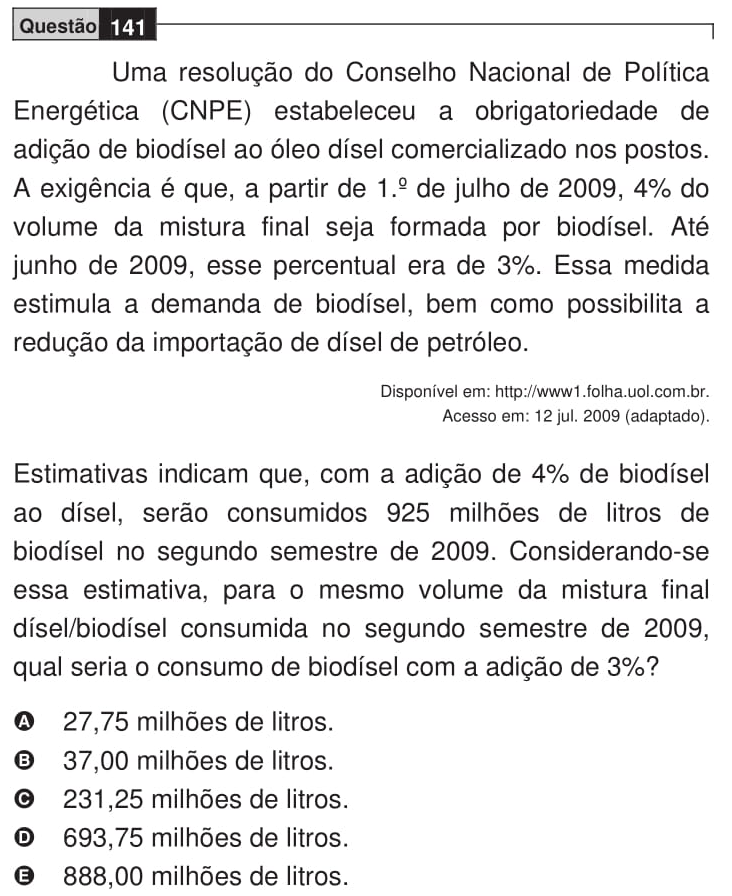 Questão 141
Uma resolução do Conselho Nacional de Política
Energética (CNPE) estabeleceu a obrigatoriedade de
adição de biodísel ao óleo dísel comercializado nos postos.
A exigência é que, a partir de 1.º de julho de 2009, 4% do
volume da mistura final seja formada por biodísel. Até
junho de 2009, esse percentual era de 3%. Essa medida
estimula a demanda de biodísel, bem como possibilita a
redução da importação de dísel de petróleo.
Disponível em: http://www1.folha.uol.com.br.
Acesso em: 12 jul. 2009 (adaptado).
Estimativas indicam que, com a adição de 4% de biodísel
ao dísel, serão consumidos 925 milhões de litros de
biodísel no segundo semestre de 2009. Considerando-se
essa estimativa, para o mesmo volume da mistura final
dísel/biodísel consumida no segundo semestre de 2009,
qual seria o consumo de biodísel com a adição de 3%?
A 27,75 milhões de litros.
B 37,00 milhões de litros.
C 231,25 milhões de litros.
D 693,75 milhões de litros.
E 888,00 milhões de litros.